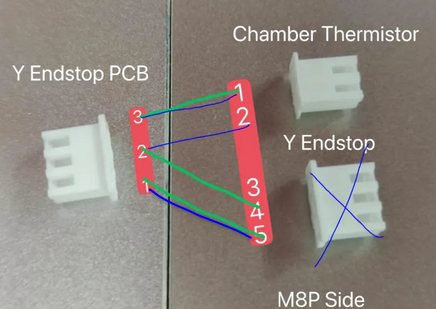 Chamber Thermistor
Y Endstop PCB
3
2
1
1
2
3
4
5
Y Endstop
M8P Side